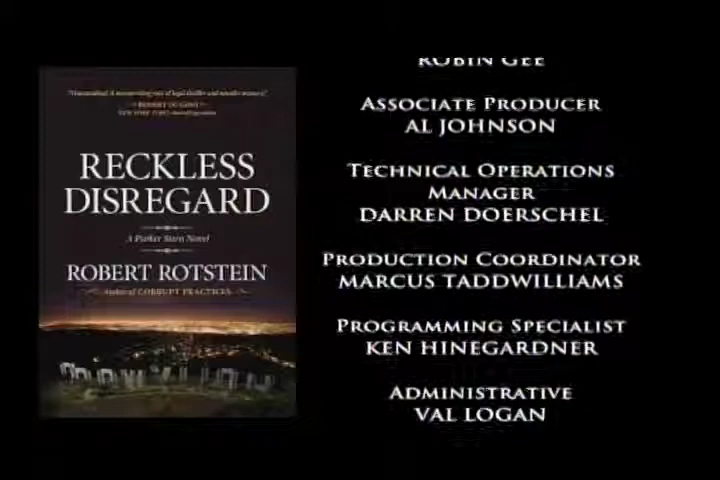 RECKLESS
DISREGARD
A Parker Stern Novel
ROBERT ROTSTEIN
Author of CORRUPT PRACTICES
ROBIN GEE
ASSOCIATE PRODUCER
AL JOHNSON
TECHNICAL OPERATIONS
MANAGER
DARREN DOERSCHEL
PRODUCTION COORDINATOR
MARCUS TADDWILLIAMS
PROGRAMMING SPECIALIST
KEN HINEGARDNER
ADMINISTRATIVE
VAL LOGAN